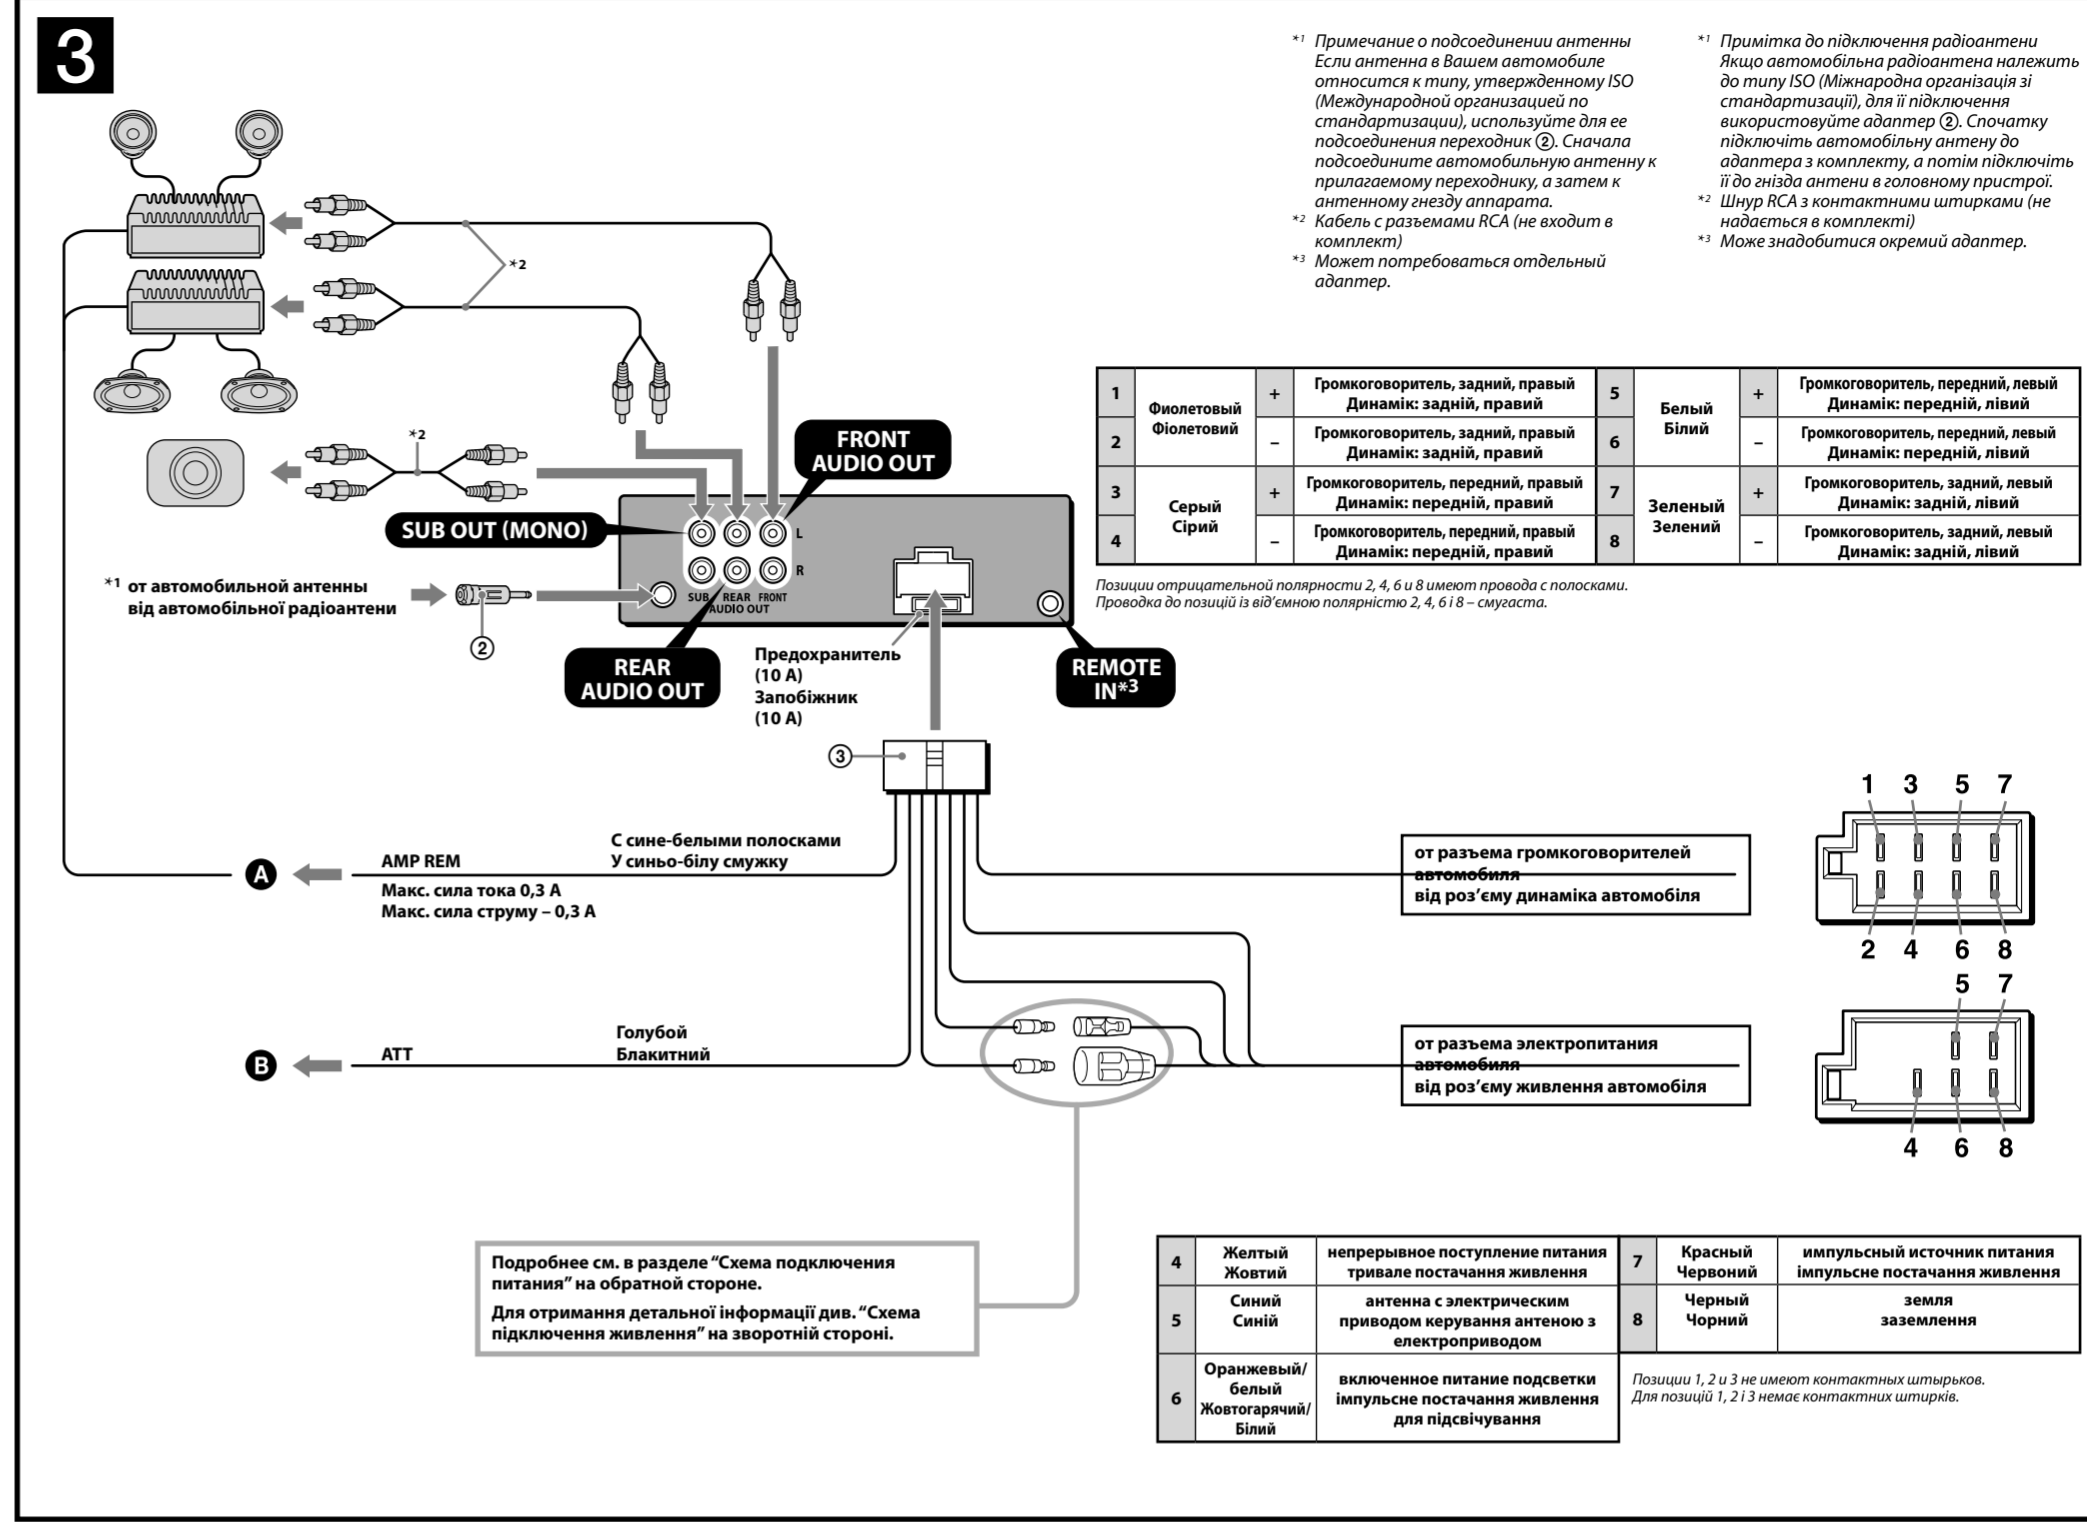 3
*1 Примечание о подсоединении антенны
Если антенна в Вашем автомобиле
относится к типу, утвержденному ISO
(Международной организацией по
стандартизации), используйте для ее
подсоединения переходник ②. Сначала
подсоедините автомобильную антенну к
прилагаемому переходнику, а затем к
антенному гнезду аппарата.
*2 Кабель с разъемами RCA (не входит в
комплект)
*3 Может потребоваться отдельный
адаптер.
*1 Примітка до підключення радіоантени
Якщо автомобільна радіоантена належить
до типу ISO (Міжнародна організація зі
стандартизації), для її підключення
використовуйте адаптер ②. Спочатку
підключіть автомобільну антену до
адаптера з комплекту, а потім підключіть
її до гнізда антени в головному пристрої.
*2 Шнур RCA з контактними штирками (не
надається в комплекті)
*3 Може знадобитися окремий адаптер.
*2
*2
FRONT
AUDIO OUT
SUB OUT (MONO)
L
R
SUB REAR FRONT
AUDIO OUT
*1 от автомобильной антенны
від автомобільної радіоантени
②
REAR
AUDIO OUT
Предохранитель
(10 A)
Запобіжник
(10 A)
REMOTE
IN*3
③
1 Фиолетовый Фіолетовий + Громкоговоритель, задний, правый
Динамік: задній, правий
2 – Громкоговоритель, задний, правый
Динамік: задній, правий
3 Серый Сірий + Громкоговоритель, передний, правый
Динамік: передній, правий
4 – Громкоговоритель, передний, правый
Динамік: передній, правий
5 Белый Білий + Громкоговоритель, передний, левый
Динамік: передній, лівий
6 – Громкоговоритель, передний, левый
Динамік: передній, лівий
7 Зеленый Зелений + Громкоговоритель, задний, левый
Динамік: задній, лівий
8 – Громкоговоритель, задний, левый
Динамік: задній, лівий
Позиции отрицательной полярности 2, 4, 6 и 8 имеют провода с полосками.
Проводка до позицій із від’ємною полярністю 2, 4, 6 і 8 – смугаста.
A
AMP REM
Макс. сила тока 0,3 А
Макс. сила струму – 0,3 А
С сине-белыми полосками
У синьо-білу смужку
от разъема громкоговорителей
автомобиля
від роз’єму динаміка автомобіля
1 3 5 7
2 4 6 8
B
ATT
Голубой
Блакитний
от разъема электропитания
автомобиля
від роз’єму живлення автомобіля
5 7
4 6 8
Подробнее см. в разделе “Схема подключения
питания” на обратной стороне.
Для отримання детальної інформації див. “Схема
підключення живлення” на зворотній стороні.
4 Желтый Жовтий непрерывное поступление питания
тривале постачання живлення
5 Синий Синій антенна с электрическим
приводом керування антеною з
електроприводом
6 Оранжевый/
белый
Жовтогарячий/
Білий
включенное питание подсветки
імпульсне постачання живлення
для підсвічування
7 Красный Червоний импульсный источник питания
імпульсне постачання живлення
8 Черный Чорний земля
заземлення
Позиции 1, 2 и 3 не имеют контактных штырьков.
Для позицій 1, 2 і 3 немає контактних штирків.